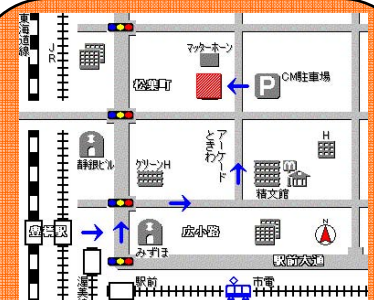 東海道線
JR
マッターホーン
松葉町
P
CM駐車場
静銀ビル
グリーンH
アーケード
ときわ
H
m
精文館
豊橋駅
みずほ
広小路
N
駅前大通
渥美
駅前
市電